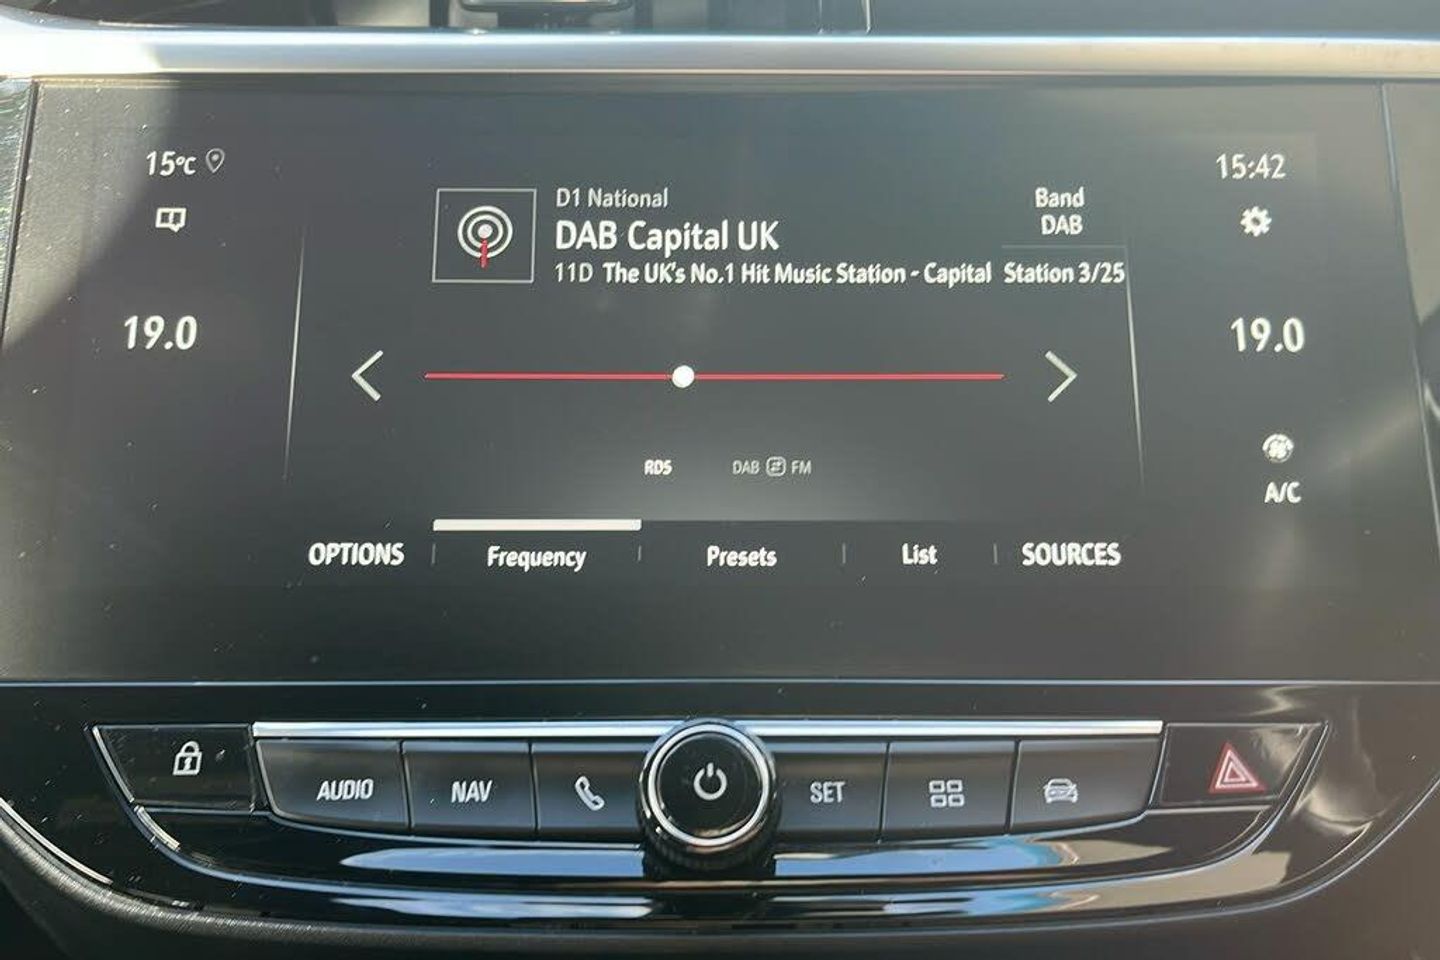 15°C
15:42
D1 National
DAB Capital UK
11D The UK's No.1 Hit Music Station - Capital
Band
DAB
Station 3/25
19.0
19.0
RDS
DAB FM
A/C
OPTIONS
Frequency
Presets
List
SOURCES
AUDIO
NAV
SET